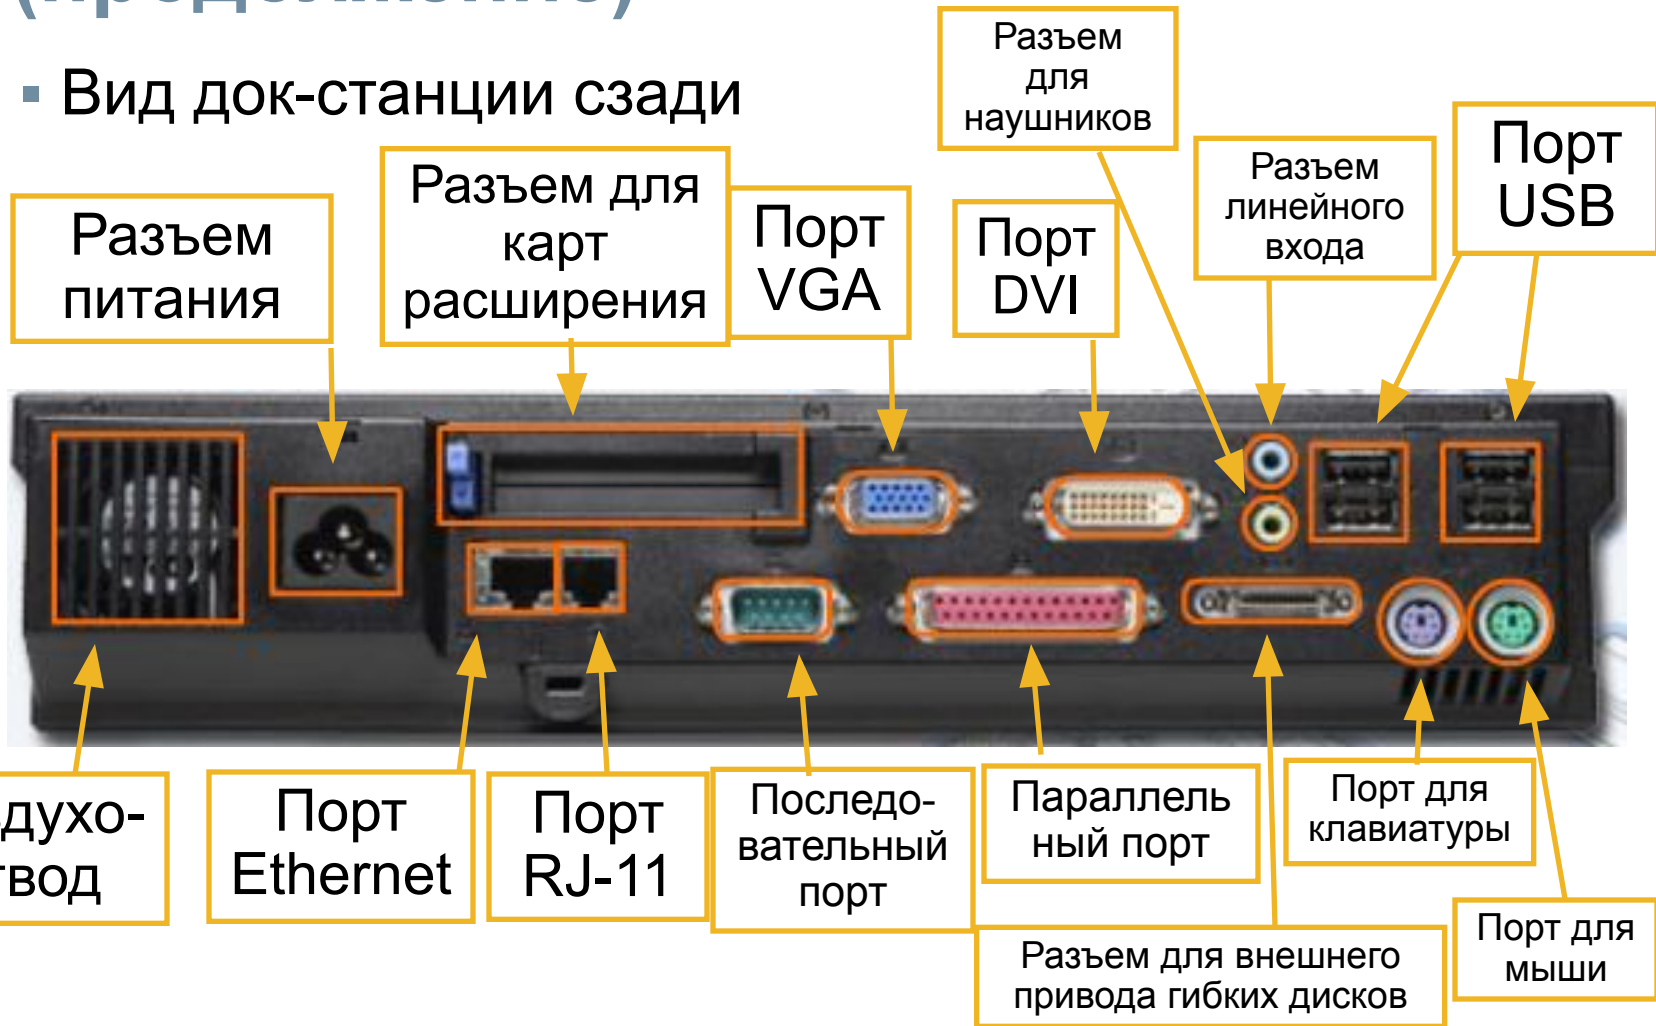 (продолжение)
Вид док-станции сзади
Разъем
для
наушников
Порт
USB
Разъем
линейного
входа
Разъем для
карт
расширения
Порт
VGA
Порт
DVI
Разъем
питания
духо-
твод
Порт
Ethernet
Порт
RJ-11
Последо-
вательный
порт
Параллель
ный порт
Порт для
клавиатуры
Порт для
мыши
Разъем для внешнего
привода гибких дисков